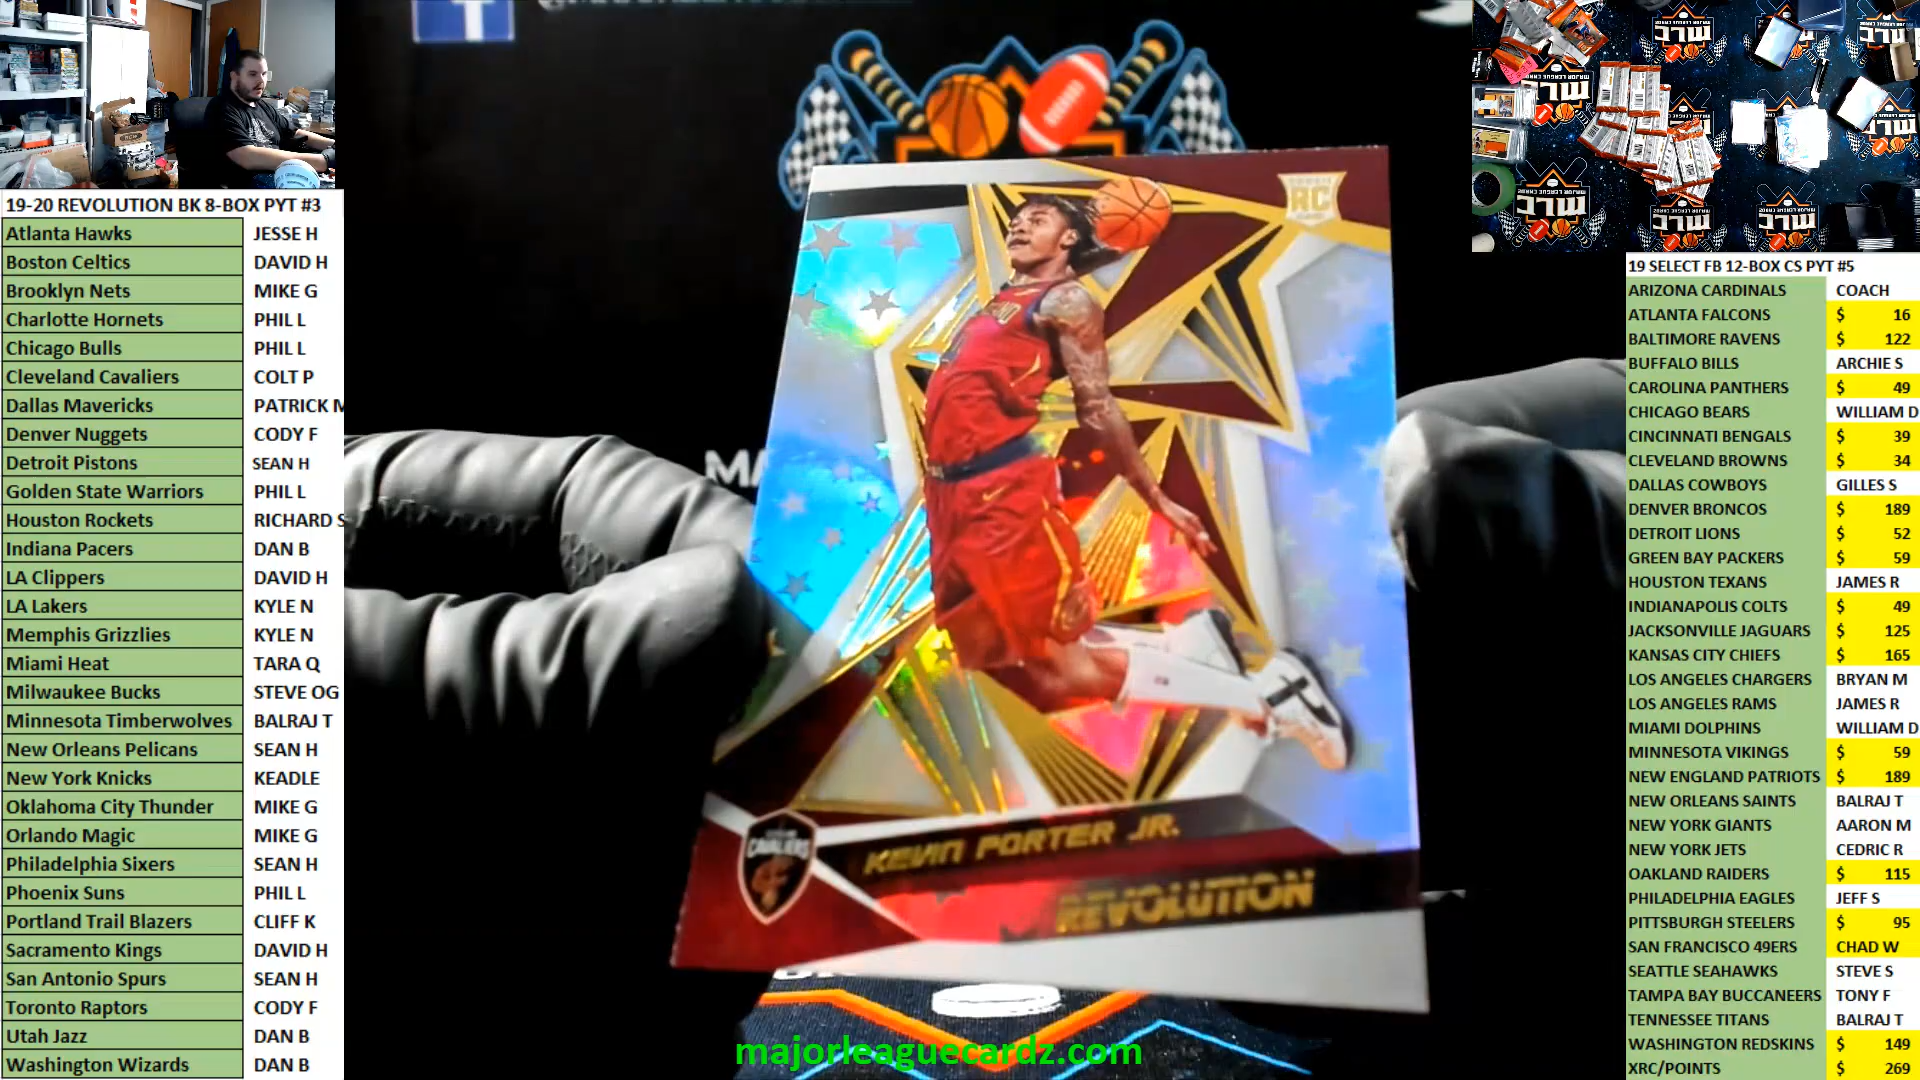 19-20 REVOLUTION BK 8-BOX PYT #3
Atlanta Hawks JESSE H
Boston Celtics DAVID H
Brooklyn Nets MIKE G
Charlotte Hornets PHIL L
Chicago Bulls PHIL L
Cleveland Cavaliers COLT P
Dallas Mavericks PATRICK M
Denver Nuggets CODY F
Detroit Pistons SEAN H
Golden State Warriors PHIL L
Houston Rockets RICHARD S
Indiana Pacers DAN B
LA Clippers DAVID H
LA Lakers KYLE N
Memphis Grizzlies KYLE N
Miami Heat TARA Q
Milwaukee Bucks STEVE OG
Minnesota Timberwolves BALRAJ T
New Orleans Pelicans SEAN H
New York Knicks KEADLE
Oklahoma City Thunder MIKE G
Orlando Magic MIKE G
Philadelphia Sixers SEAN H
Phoenix Suns PHIL L
Portland Trail Blazers CLIFF K
Sacramento Kings DAVID H
San Antonio Spurs SEAN H
Toronto Raptors CODY F
Utah Jazz DAN B
Washington Wizards DAN B
RC
MA
CAVALIERS
KEVIN PORTER JR.
REVOLUTION
majorleaguecardz.com
19 SELECT FB 12-BOX CS PYT #5
ARIZONA CARDINALS COACH
ATLANTA FALCONS $ 16
BALTIMORE RAVENS $ 122
BUFFALO BILLS ARCHIE S
CAROLINA PANTHERS $ 49
CHICAGO BEARS WILLIAM D
CINCINNATI BENGALS $ 39
CLEVELAND BROWNS $ 34
DALLAS COWBOYS GILLES S
DENVER BRONCOS $ 189
DETROIT LIONS $ 52
GREEN BAY PACKERS $ 59
HOUSTON TEXANS JAMES R
INDIANAPOLIS COLTS $ 49
JACKSONVILLE JAGUARS $ 125
KANSAS CITY CHIEFS $ 165
LOS ANGELES CHARGERS BRYAN M
LOS ANGELES RAMS JAMES R
MIAMI DOLPHINS WILLIAM D
MINNESOTA VIKINGS $ 59
NEW ENGLAND PATRIOTS $ 189
NEW ORLEANS SAINTS BALRAJ T
NEW YORK GIANTS AARON M
NEW YORK JETS CEDRIC R
OAKLAND RAIDERS $ 115
PHILADELPHIA EAGLES JEFF S
PITTSBURGH STEELERS $ 95
SAN FRANCISCO 49ERS CHAD W
SEATTLE SEAHAWKS STEVE S
TAMPA BAY BUCCANEERS TONY F
TENNESSEE TITANS BALRAJ T
WASHINGTON REDSKINS $ 149
XRC/POINTS $ 269